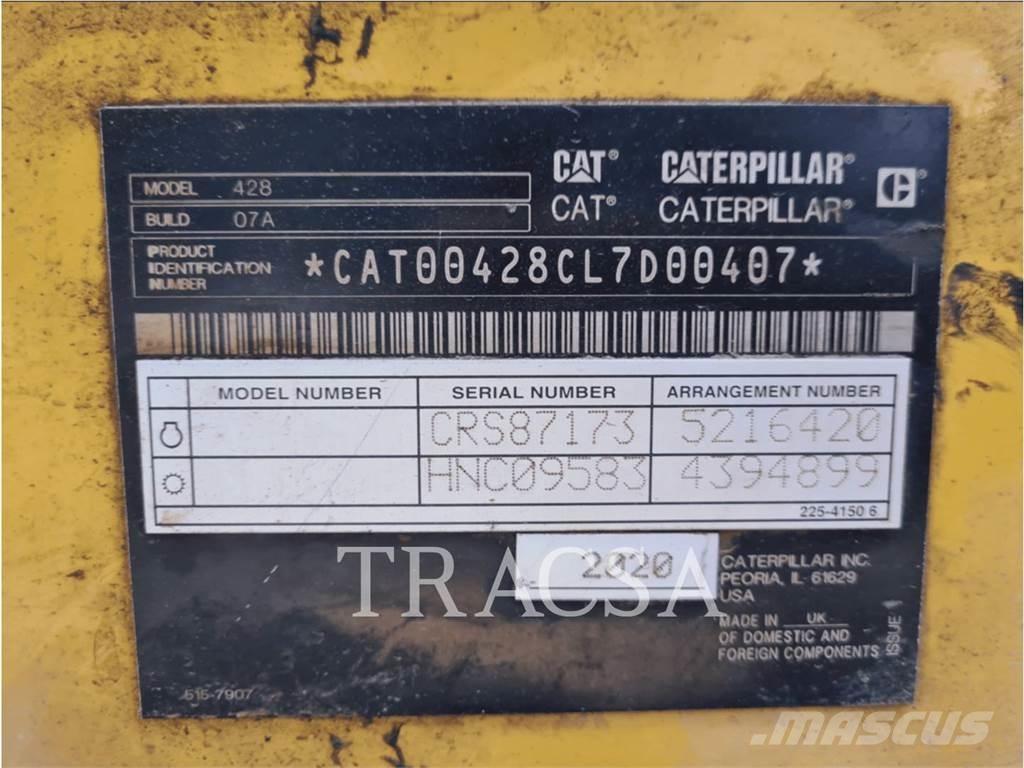 CAT® CATERPILLAR®
CAT® CATERPILLAR® C®
MODEL 428
BUILD 07A
PRODUCT
IDENTIFICATION
NUMBER
*CAT00428CL7D00407*
MODEL NUMBER SERIAL NUMBER ARRANGEMENT NUMBER
CRS87173 5216420
HNC09583 4394899
225-4150 6
2020
CATERPILLAR INC.
PEORIA, IL 61629
USA
MADE IN UK
OF DOMESTIC AND
FOREIGN COMPONENTS
ISSUE 1
515-7907
TRACSA
MASCUS